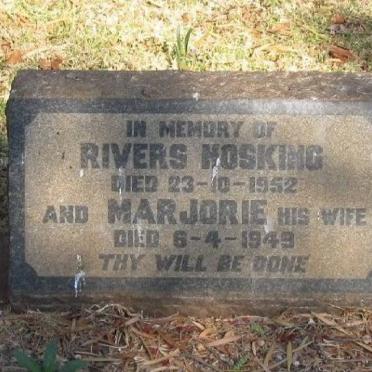 IN MEMORY OF
RIVERS HOSKING
DIED 23-10-1952
AND MARJORIE HIS WIFE
DIED 6-4-1949
THY WILL BE DONE